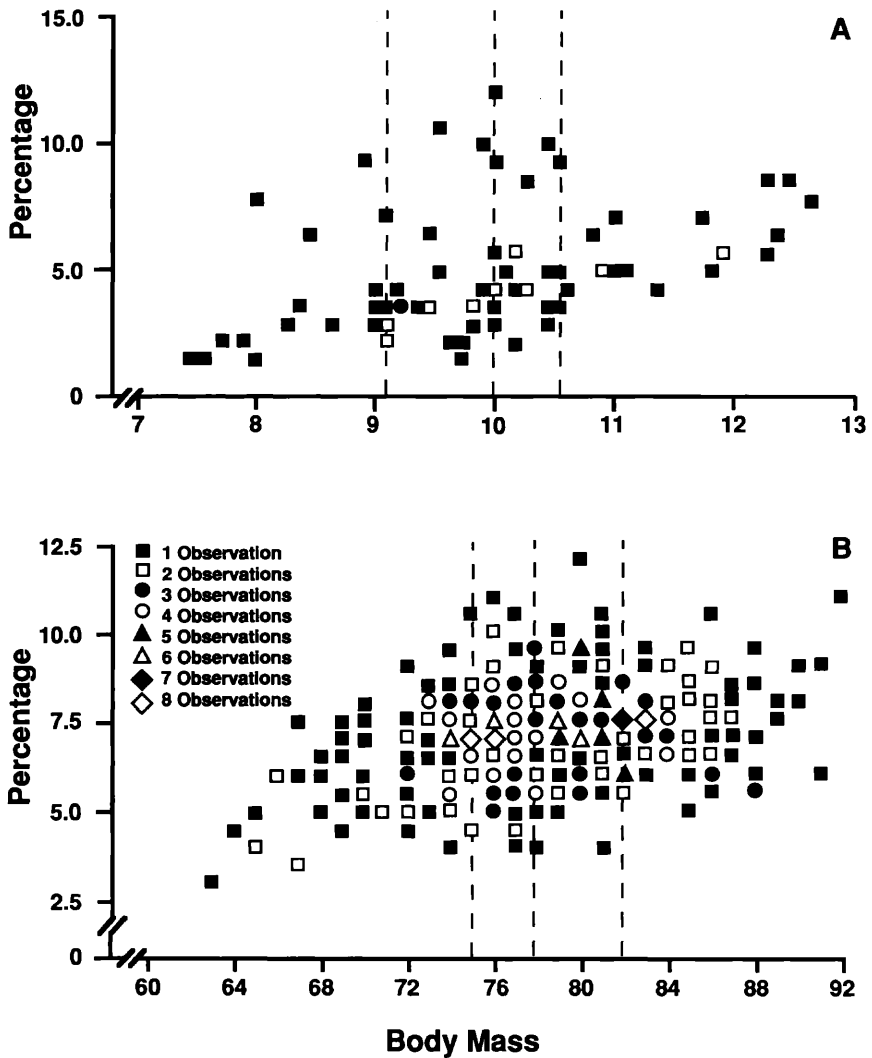 A
Percentage
15.0
10.0
5.0
0
7 8 9 10 11 12 13
B
Percentage
12.5
10.0
7.5
5.0
2.5
0
1 Observation
2 Observations
3 Observations
4 Observations
5 Observations
6 Observations
7 Observations
8 Observations
60 64 68 72 76 80 84 88 92
Body Mass